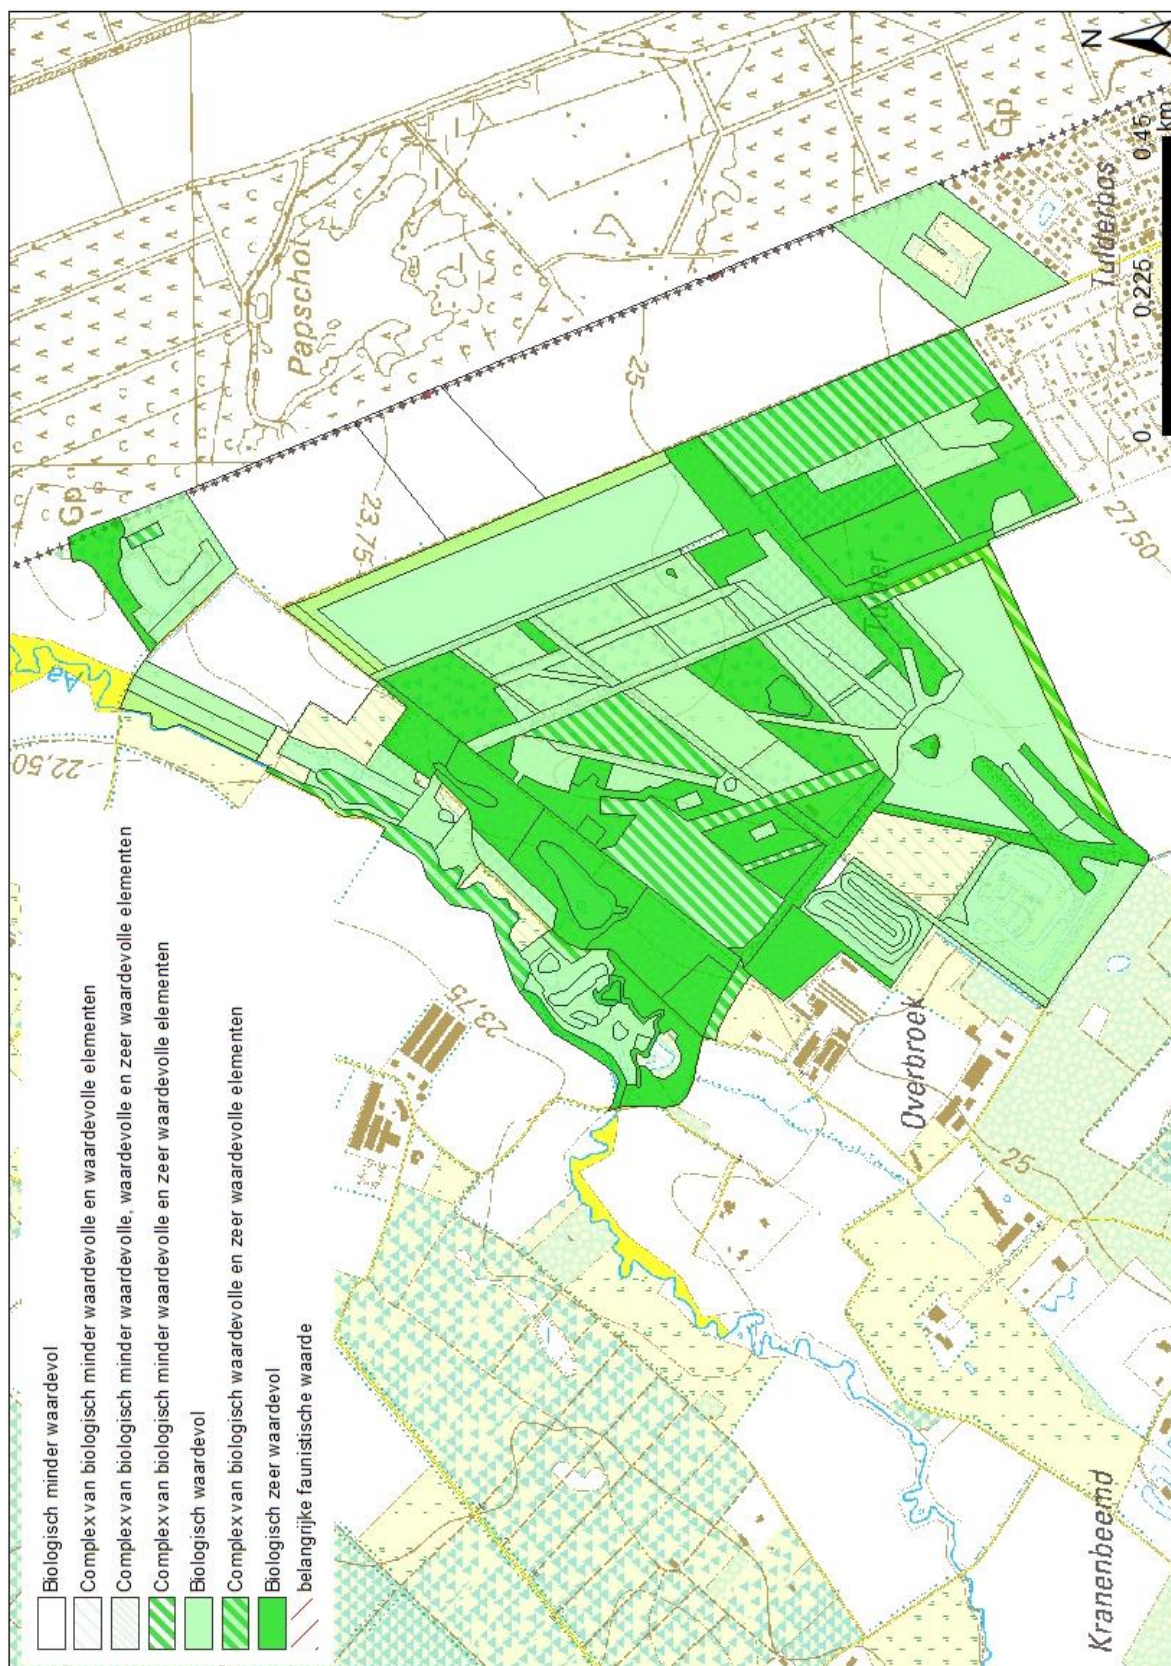 Biologisch minder waardevol
Complex van biologisch minder waardevolle en waardevolle elementen
Complex van biologisch minder waardevolle, waardevolle en zeer waardevolle elementen
Complex van biologisch minder waardevolle en zeer waardevolle elementen
Biologisch waardevol
Complex van biologisch waardevolle en zeer waardevolle elementen
Biologisch zeer waardevol
belangrijke faunistische waarde
22,50
Aa
Gp
Papschot
23,75
23,75
25
Tulder
Overbroek
25
27,50
Kranenbeemd
Tulderbos
Gp
N
0 0,225 0,45
km